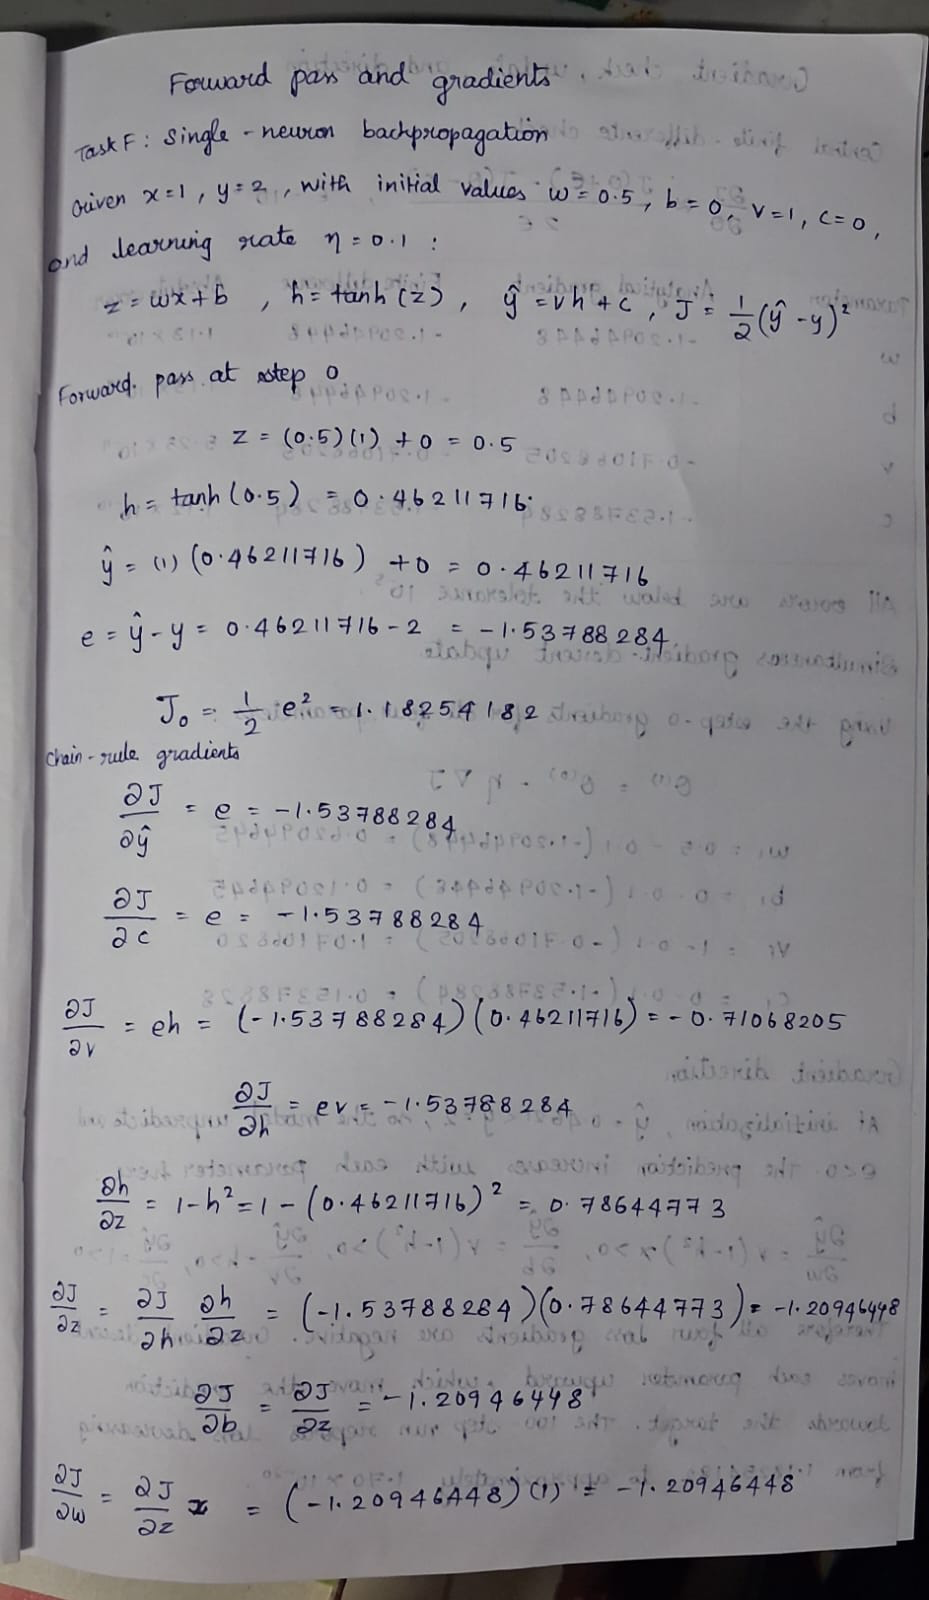 Forward pass and gradients
Task F: Single-neuron backpropagation
Given x=1, y=2, with initial values w=0.5, b=0, v=1, c=0,
and learning rate η=0.1 :
z=wx+b , h=tanh(z), ŷ=vh+c, J=1/2(ŷ-y)²
Forward pass at step 0
z = (0.5)(1)+0 = 0.5
h = tanh(0.5) = 0.46211716
ŷ = (1)(0.46211716)+0 = 0.46211716
e = ŷ-y = 0.46211716-2 = -1.53788284
J₀ = 1/2 e² = 1.18254182
chain-rule gradients
∂J/∂ŷ = e = -1.53788284
∂J/∂c = e = -1.53788284
∂J/∂v = eh = (-1.53788284)(0.46211716) = -0.71068205
∂J/∂h = ev = -1.53788284
∂h/∂z = 1-h² = 1-(0.46211716)² = 0.78644773
∂J/∂z = ∂J/∂h ∂h/∂z = (-1.53788284)(0.78644773) = -1.20946448
∂J/∂b = ∂J/∂z = -1.20946448
∂J/∂w = ∂J/∂z x = (-1.20946448)(1) = -1.20946448